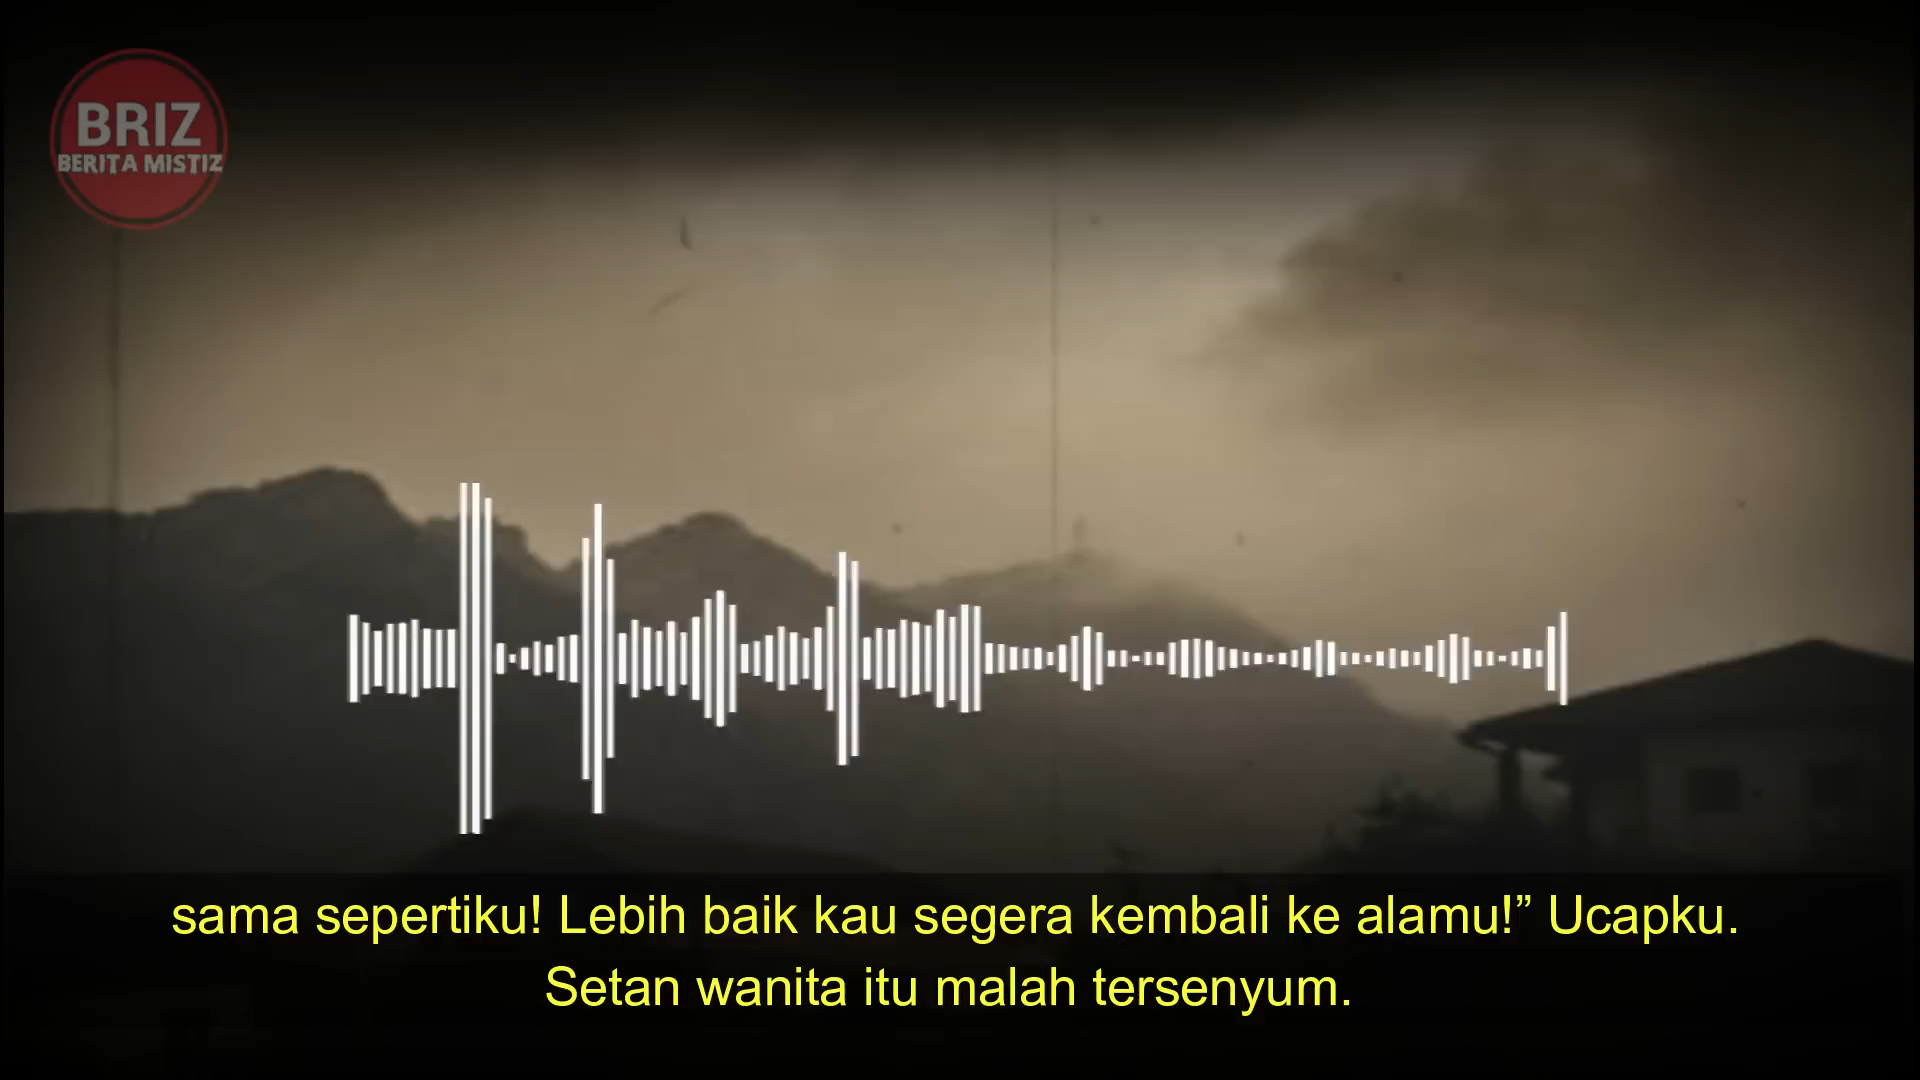 BRIZ
BERITA MISTIZ
sama sepertiku! Lebih baik kau segera kembali ke alamu!” Ucapku.
Setan wanita itu malah tersenyum.